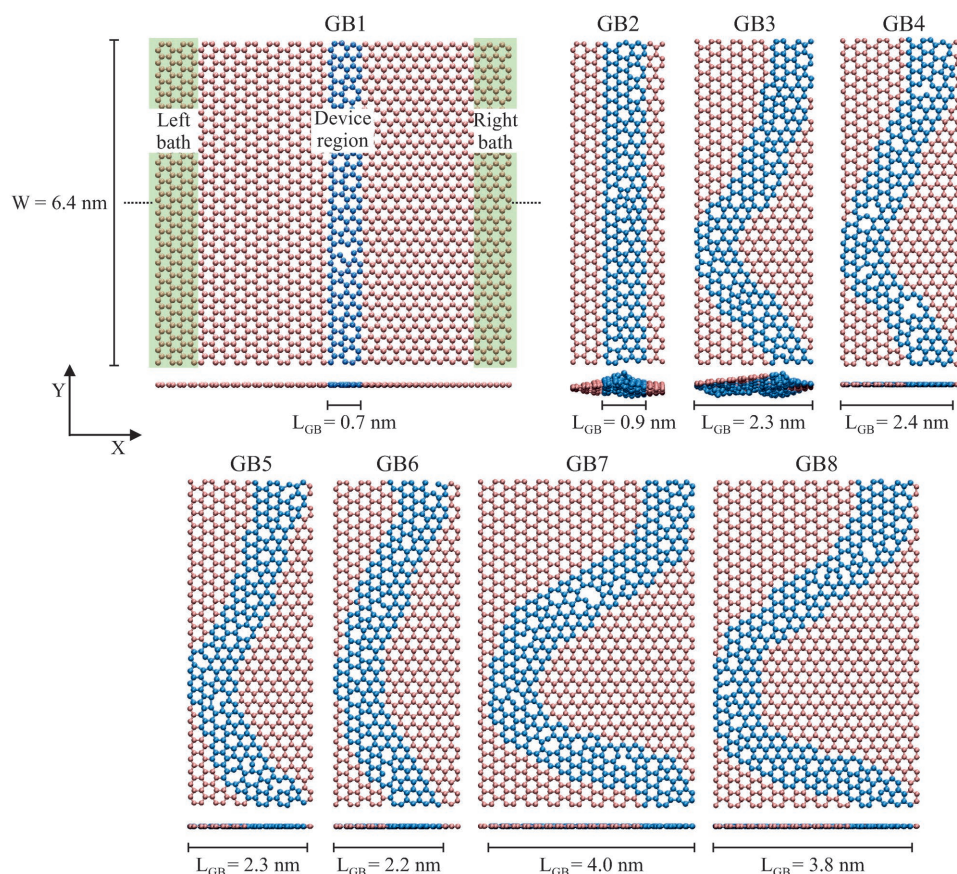 GB1
GB2
GB3
GB4
Left
bath
Device
region
Right
bath
W = 6.4 nm
Y
X
L_GB = 0.7 nm
L_GB = 0.9 nm
L_GB = 2.3 nm
L_GB = 2.4 nm
GB5
GB6
GB7
GB8
L_GB = 2.3 nm
L_GB = 2.2 nm
L_GB = 4.0 nm
L_GB = 3.8 nm